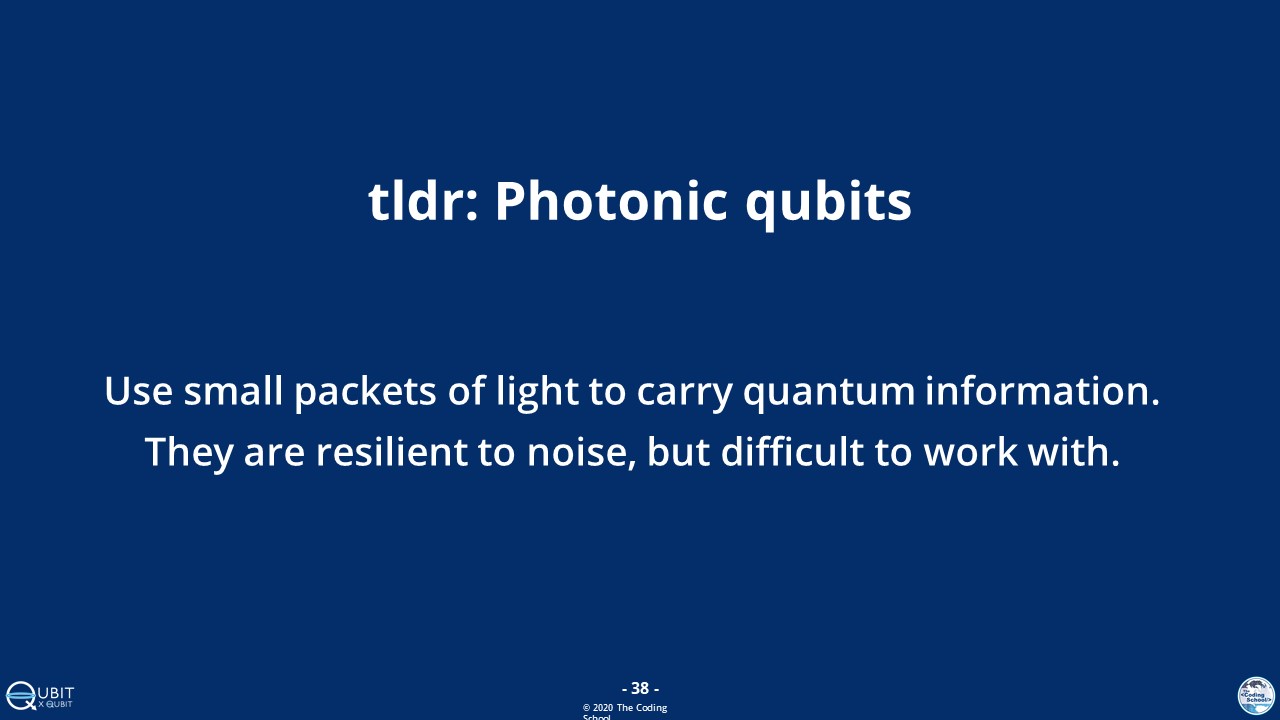 tldr: Photonic qubits
Use small packets of light to carry quantum information.
They are resilient to noise, but difficult to work with.
QUBIT
X QUBIT
- 38 -
© 2020 The Coding
School
The
<Coding
School>